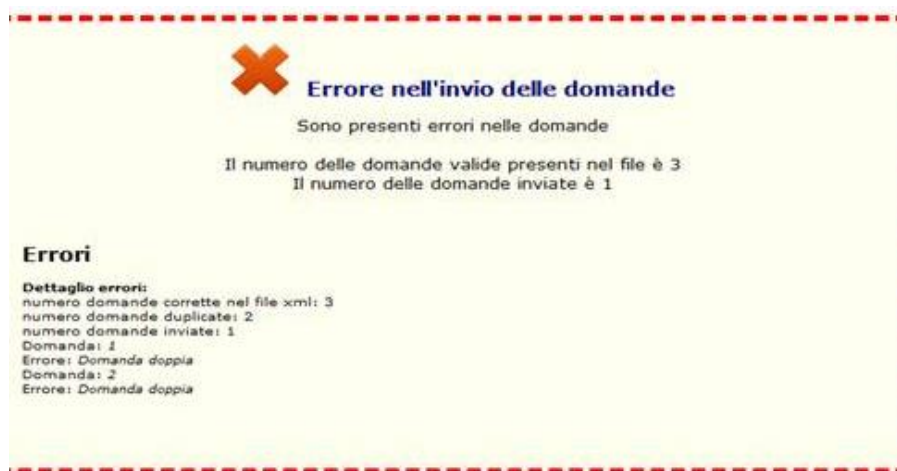 Errore nell'invio delle domande
Sono presenti errori nelle domande
Il numero delle domande valide presenti nel file è 3
Il numero delle domande inviate è 1
Errori
Dettaglio errori:
numero domande corrette nel file xml: 3
numero domande duplicate: 2
numero domande inviate: 1
Domanda: 1
Errore: Domanda doppia
Domanda: 2
Errore: Domanda doppia